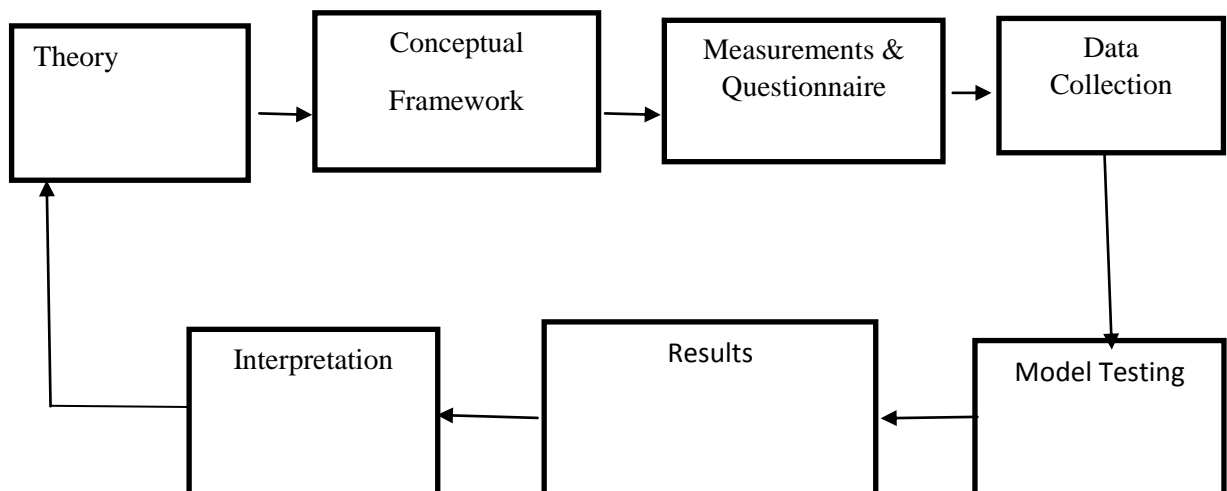 Theory
Conceptual
Framework
Measurements &
Questionnaire
Data
Collection
Interpretation
Results
Model Testing